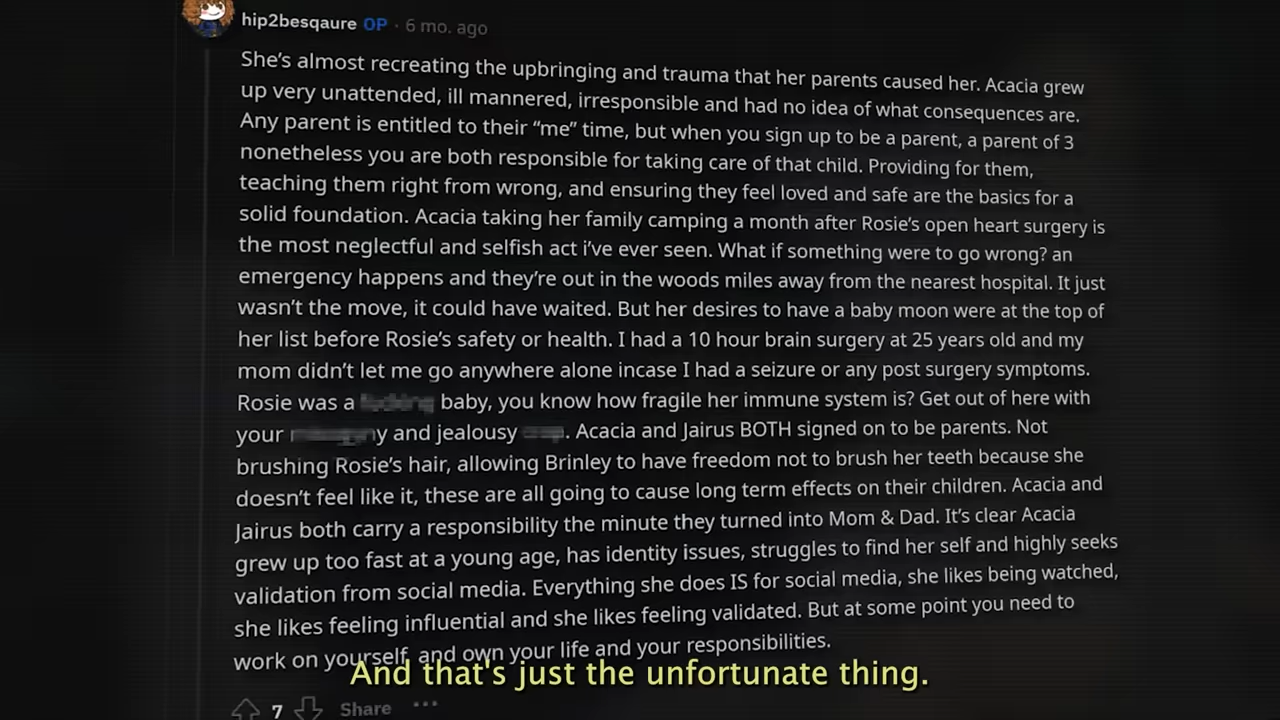 hip2besqaure OP · 6 mo. ago
She's almost recreating the upbringing and trauma that her parents caused her. Acacia grew
up very unattended, ill mannered, irresponsible and had no idea of what consequences are.
Any parent is entitled to their “me” time, but when you sign up to be a parent, a parent of 3
nonetheless you are both responsible for taking care of that child. Providing for them,
teaching them right from wrong, and ensuring they feel loved and safe are the basics for a
solid foundation. Acacia taking her family camping a month after Rosie's open heart surgery is
the most neglectful and selfish act i've ever seen. What if something were to go wrong? an
emergency happens and they're out in the woods miles away from the nearest hospital. It just
wasn't the move, it could have waited. But her desires to have a baby moon were at the top of
her list before Rosie's safety or health. I had a 10 hour brain surgery at 25 years old and my
mom didn't let me go anywhere alone incase I had a seizure or any post surgery symptoms.
Rosie was a baby, you know how fragile her immune system is? Get out of here with
your and jealousy . Acacia and Jairus BOTH signed on to be parents. Not
brushing Rosie's hair, allowing Brinley to have freedom not to brush her teeth because she
doesn't feel like it, these are all going to cause long term effects on their children. Acacia and
Jairus both carry a responsibility the minute they turned into Mom & Dad. It's clear Acacia
grew up too fast at a young age, has identity issues, struggles to find her self and highly seeks
validation from social media. Everything she does IS for social media, she likes being watched,
she likes feeling influential and she likes feeling validated. But at some point you need to
work on yourself, and own your life and your responsibilities.
And that's just the unfortunate thing.
7 Share ···